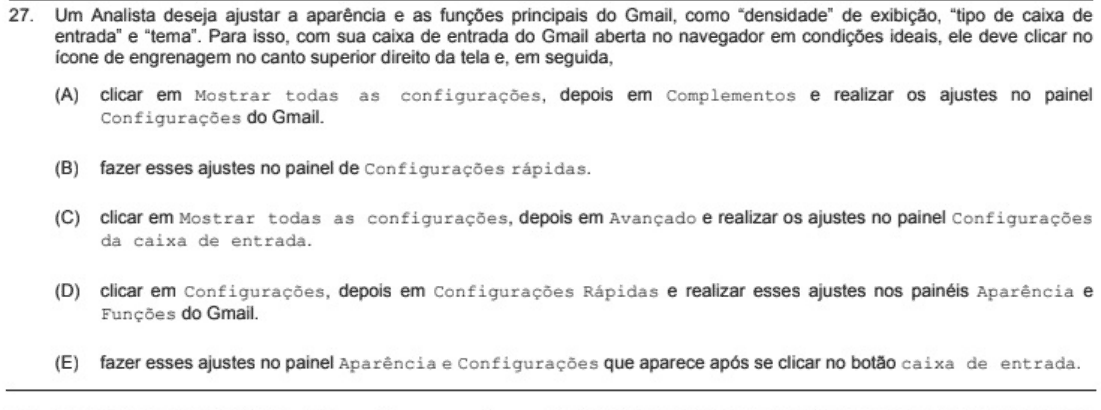 27. Um Analista deseja ajustar a aparência e as funções principais do Gmail, como “densidade” de exibição, “tipo de caixa de
entrada” e “tema”. Para isso, com sua caixa de entrada do Gmail aberta no navegador em condições ideais, ele deve clicar no
ícone de engrenagem no canto superior direito da tela e, em seguida,
(A) clicar em Mostrar todas as configurações, depois em Complementos e realizar os ajustes no painel
Configurações do Gmail.
(B) fazer esses ajustes no painel de Configurações rápidas.
(C) clicar em Mostrar todas as configurações, depois em Avançado e realizar os ajustes no painel Configurações
da caixa de entrada.
(D) clicar em Configurações, depois em Configurações Rápidas e realizar esses ajustes nos painéis Aparência e
Funções do Gmail.
(E) fazer esses ajustes no painel Aparência e Configurações que aparece após se clicar no botão caixa de entrada.